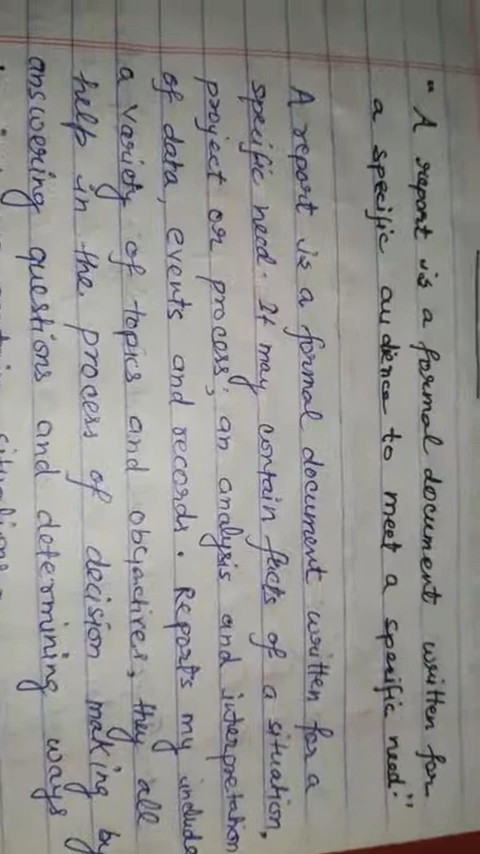 " A report is a formal document written for
a specific audience to meet a specific need."
A report is a formal document written for a
specific need. It may contain facts of a situation,
project or process; an analysis and interpretation
of data, events and records. Reports my include
a variety of topics and objectives, they all
help in the process of decision making by
answering questions and determining ways
situations